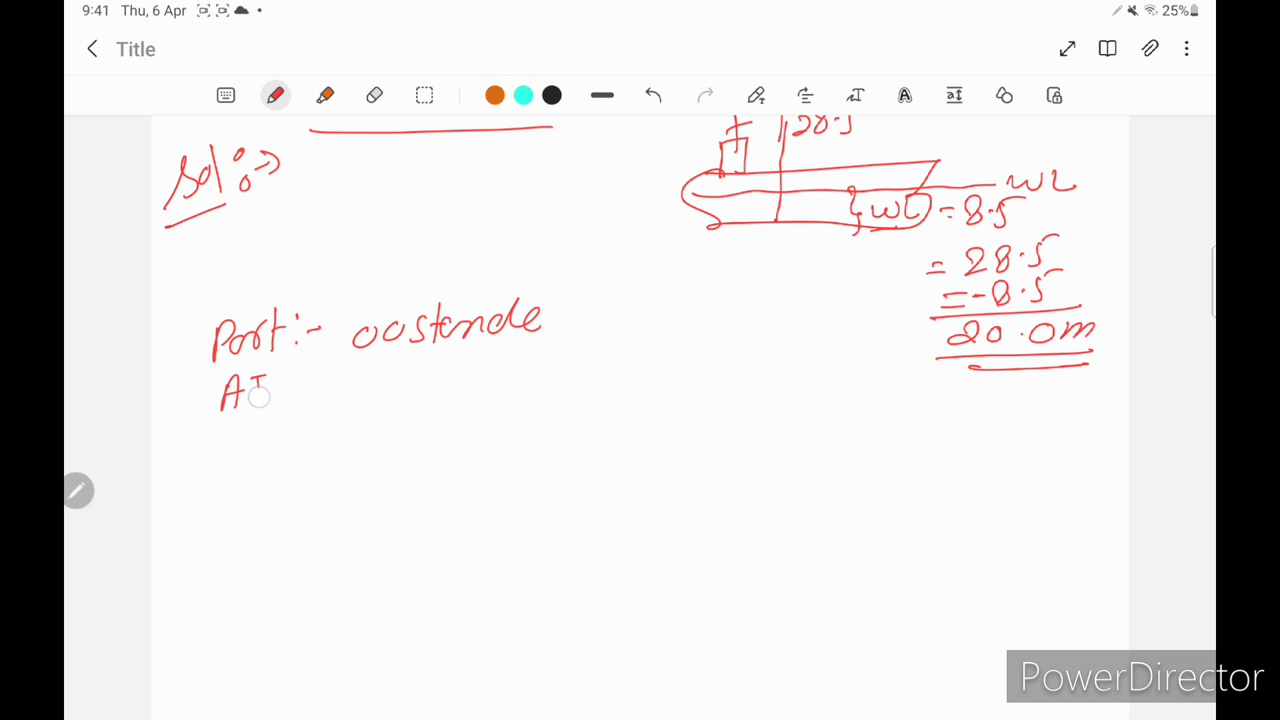 9:41 Thu, 6 Apr
25%
Title
28.5
Sol :->
WL
WL = 8.5
= 28.5
= - 8.5
20.0m
Port :- oostende
A
PowerDirector